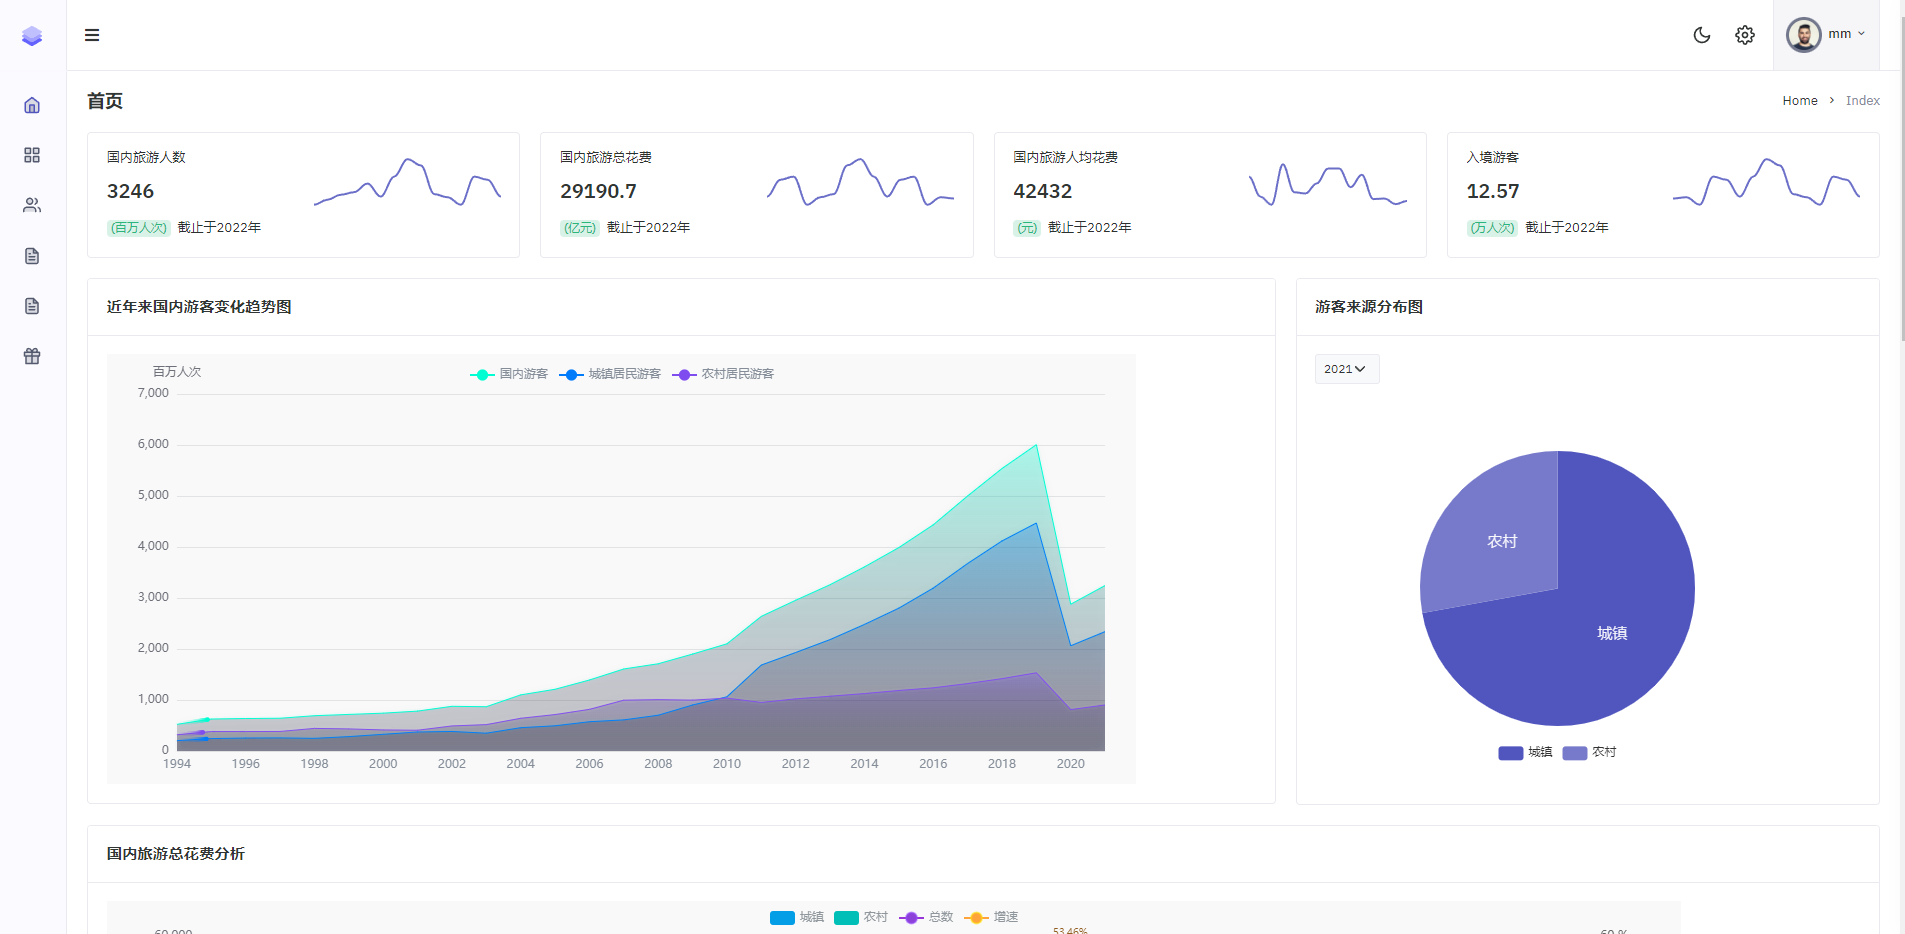 mm
首页
Home > Index
国内旅游人数
3246
(百万人次) 截止于2022年
国内旅游总花费
29190.7
(亿元) 截止于2022年
国内旅游人均花费
42432
(元) 截止于2022年
入境游客
12.57
(万人次) 截止于2022年
近年来国内游客变化趋势图
百万人次
国内游客 城镇居民游客 农村居民游客
7,000
6,000
5,000
4,000
3,000
2,000
1,000
0
1994 1996 1998 2000 2002 2004 2006 2008 2010 2012 2014 2016 2018 2020
游客来源分布图
2021
农村
城镇
城镇 农村
国内旅游总花费分析
城镇 农村 总数 增速
60,000 53.46% 60 %